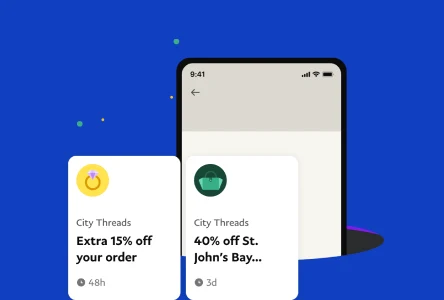 9:41
City Threads
Extra 15% off
your order
48h
City Threads
40% off St.
John's Bay...
3d